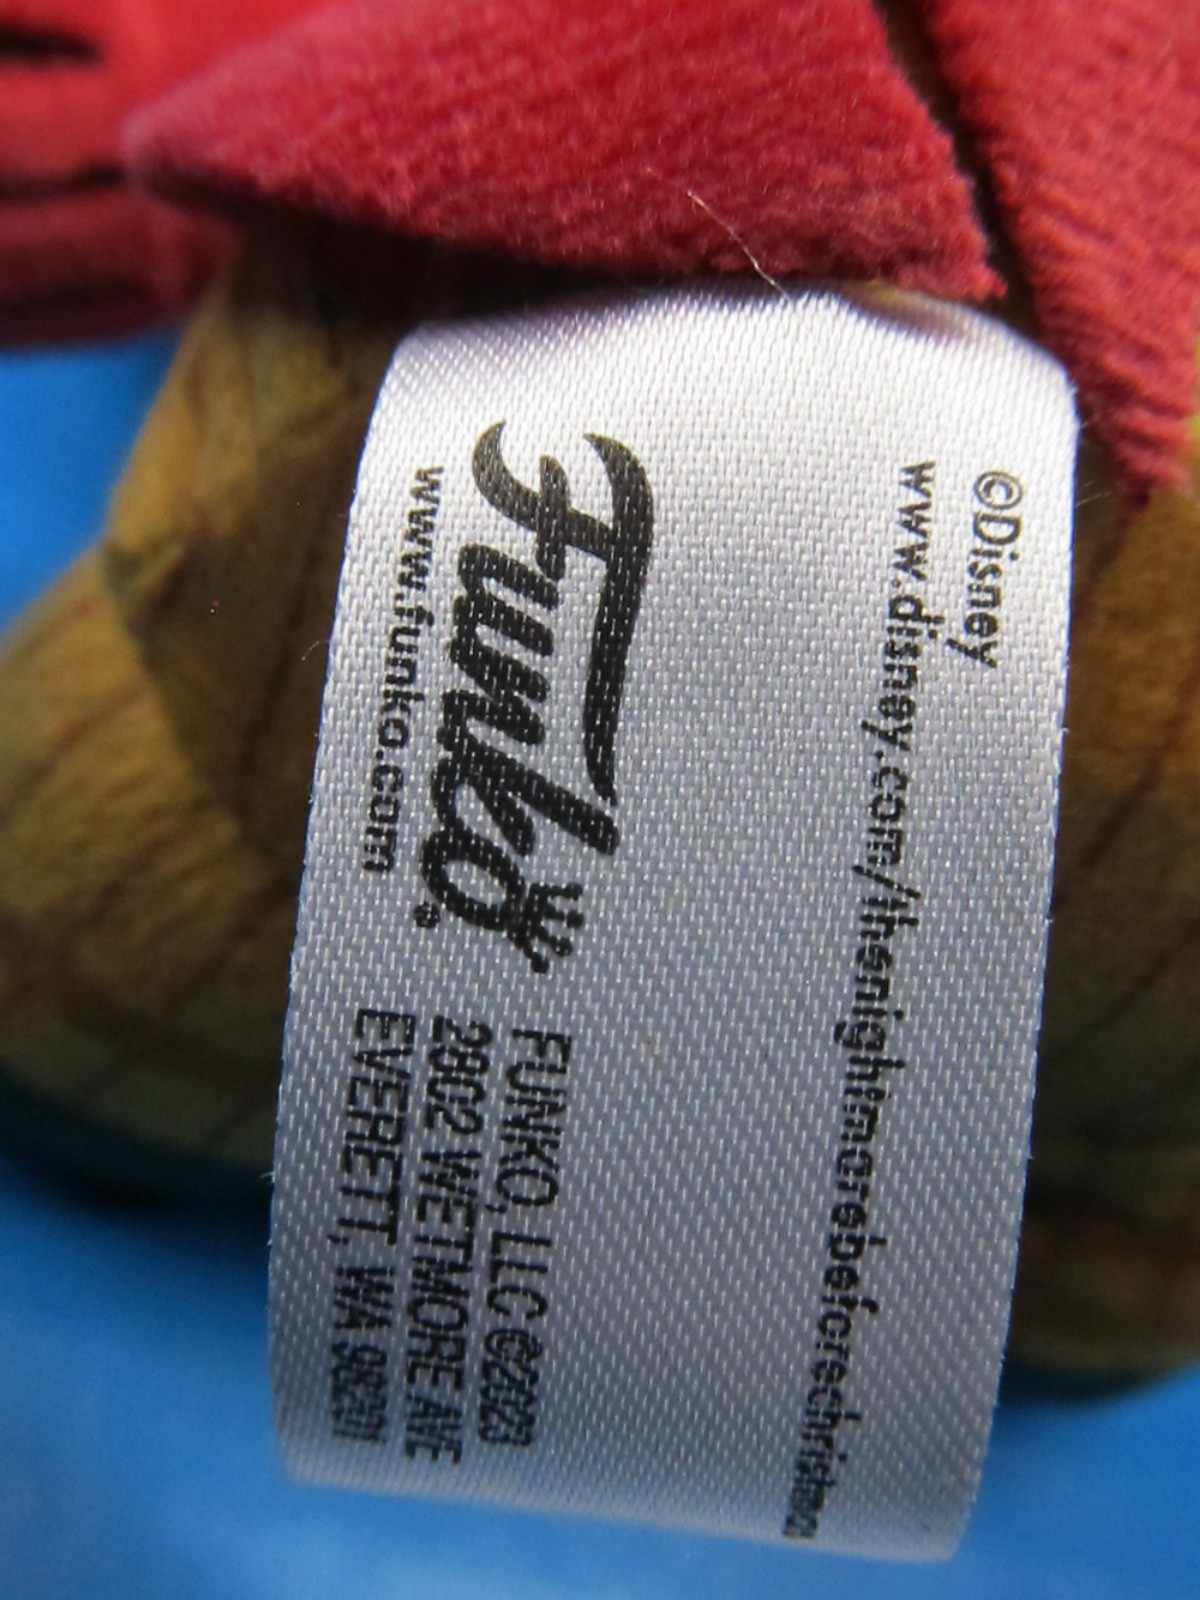 ©Disney
www.disney.com/thenightmarebeforechristmas
Funko®
www.funko.com
FUNKO, LLC ©2023
2802 WETMORE AVE
EVERETT, WA 98201